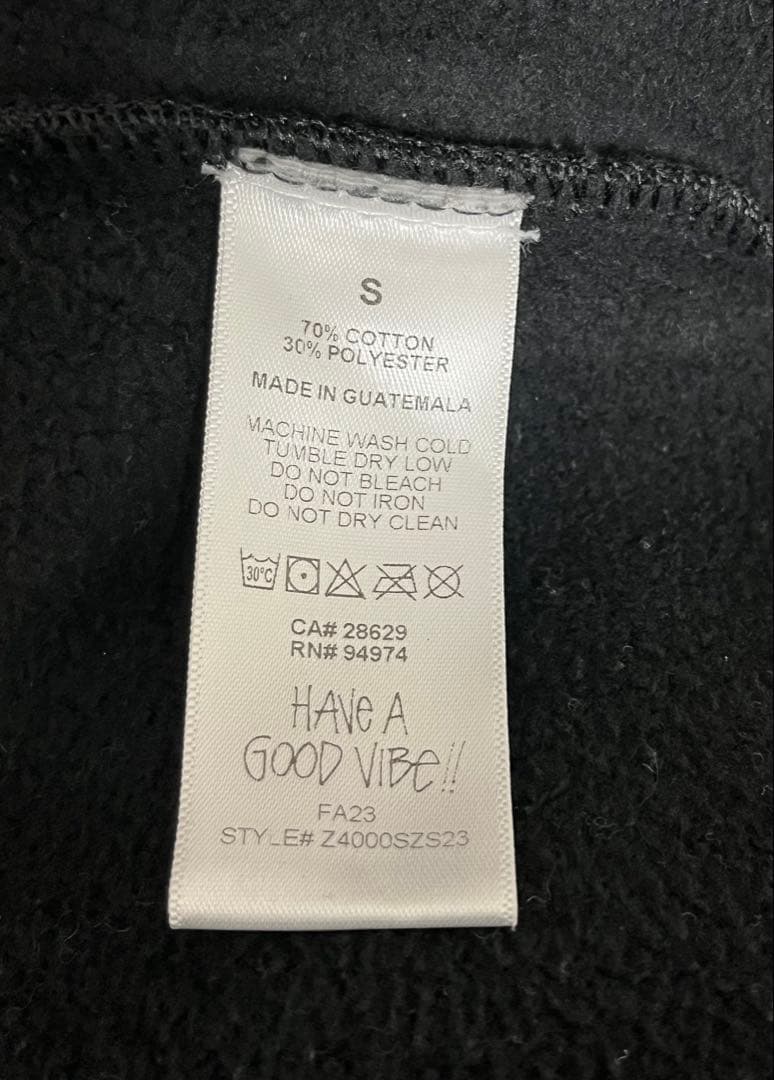 S
70% COTTON
30% POLYESTER
MADE IN GUATEMALA
MACHINE WASH COLD
TUMBLE DRY LOW
DO NOT BLEACH
DO NOT IRON
DO NOT DRY CLEAN
30°C
CA# 28629
RN# 94974
HAVE A
GOOD VIBE!!
FA23
STYLE# Z4000SZS23